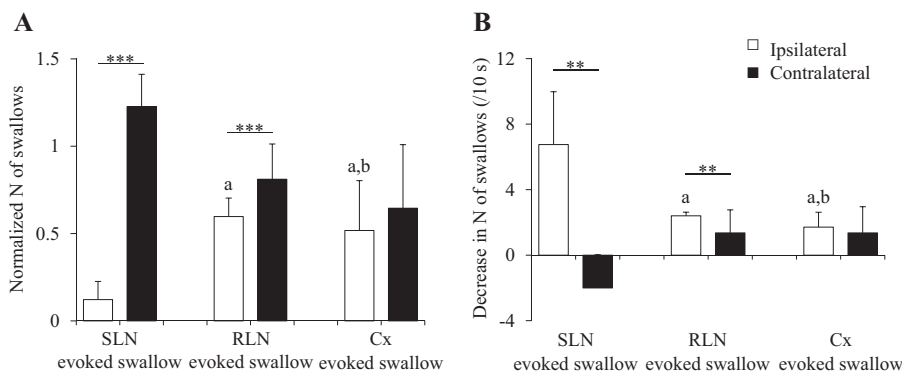 A
Normalized N of swallows
1.5
1
0.5
0
***
***
a
a,b
SLN
evoked swallow
RLN
evoked swallow
Cx
evoked swallow
B
Decrease in N of swallows (/10 s)
12
8
4
0
-4
**
**
a
a,b
Ipsilateral
Contralateral
SLN
evoked swallow
RLN
evoked swallow
Cx
evoked swallow